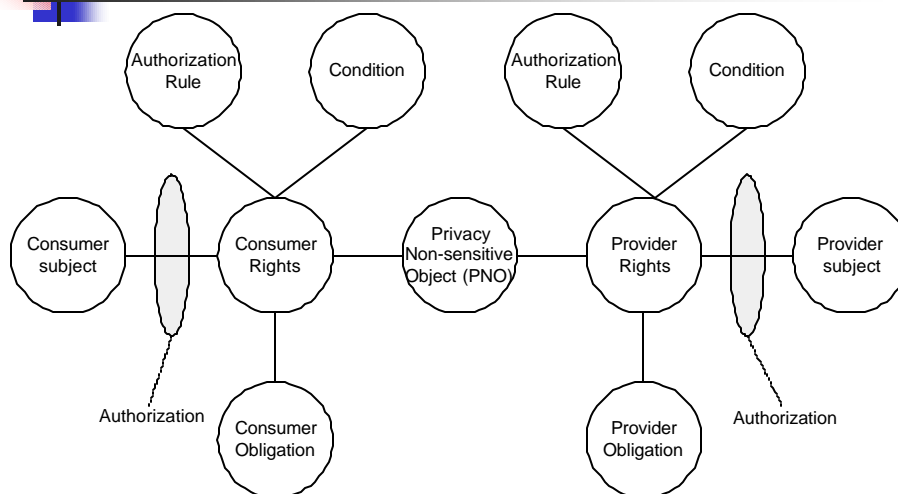 Authorization
Rule
Condition
Authorization
Rule
Condition
Consumer
subject
Consumer
Rights
Privacy
Non-sensitive
Object (PNO)
Provider
Rights
Provider
subject
Authorization
Consumer
Obligation
Provider
Obligation
Authorization